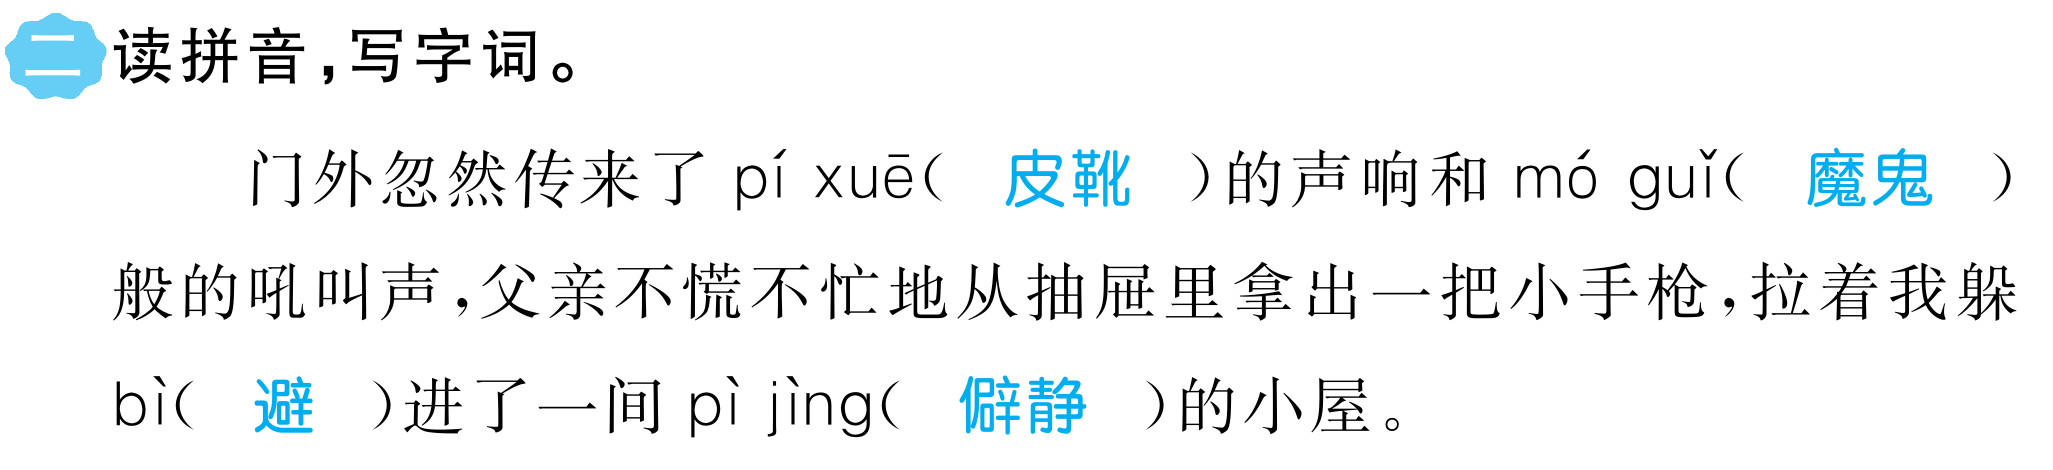 二 读拼音,写字词。
门外忽然传来了 pí xuē( 皮靴 )的声响和 mó guǐ( 魔鬼 )
般的吼叫声,父亲不慌不忙地从抽屉里拿出一把小手枪,拉着我躲
bì( 避 )进了一间 pì jìng( 僻静 )的小屋。